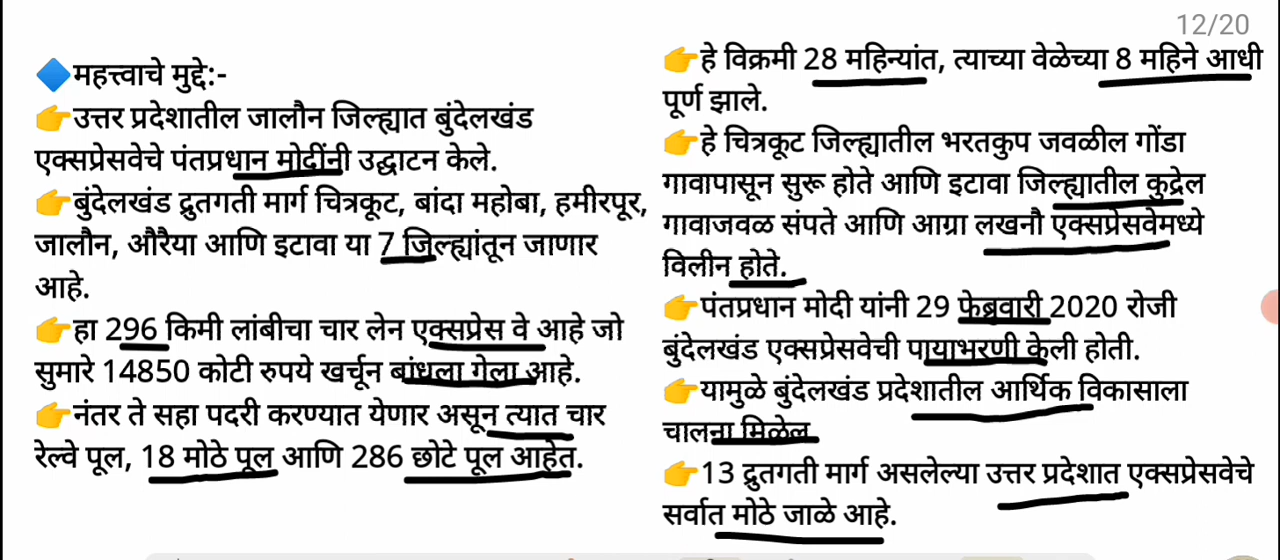 12/20
🔷महत्त्वाचे मुद्दे:-
👉उत्तर प्रदेशातील जालौन जिल्ह्यात बुंदेलखंड
एक्सप्रेसवेचे पंतप्रधान मोदींनी उद्घाटन केले.
👉बुंदेलखंड द्रुतगती मार्ग चित्रकूट, बांदा महोबा, हमीरपूर,
जालौन, औरैया आणि इटावा या 7 जिल्ह्यांतून जाणार
आहे.
👉हा 296 किमी लांबीचा चार लेन एक्सप्रेस वे आहे जो
सुमारे 14850 कोटी रुपये खर्चून बांधला गेला आहे.
👉नंतर ते सहा पदरी करण्यात येणार असून त्यात चार
रेल्वे पूल, 18 मोठे पूल आणि 286 छोटे पूल आहेत.
👉हे विक्रमी 28 महिन्यांत, त्याच्या वेळेच्या 8 महिने आधी
पूर्ण झाले.
👉हे चित्रकूट जिल्ह्यातील भरतकुप जवळील गोंडा
गावापासून सुरू होते आणि इटावा जिल्ह्यातील कुद्रेल
गावाजवळ संपते आणि आग्रा लखनौ एक्सप्रेसवेमध्ये
विलीन होते.
👉पंतप्रधान मोदी यांनी 29 फेब्रुवारी 2020 रोजी
बुंदेलखंड एक्सप्रेसवेची पायाभरणी केली होती.
👉यामुळे बुंदेलखंड प्रदेशातील आर्थिक विकासाला
चालना मिळेल
👉13 द्रुतगती मार्ग असलेल्या उत्तर प्रदेशात एक्सप्रेसवेचे
सर्वात मोठे जाळे आहे.